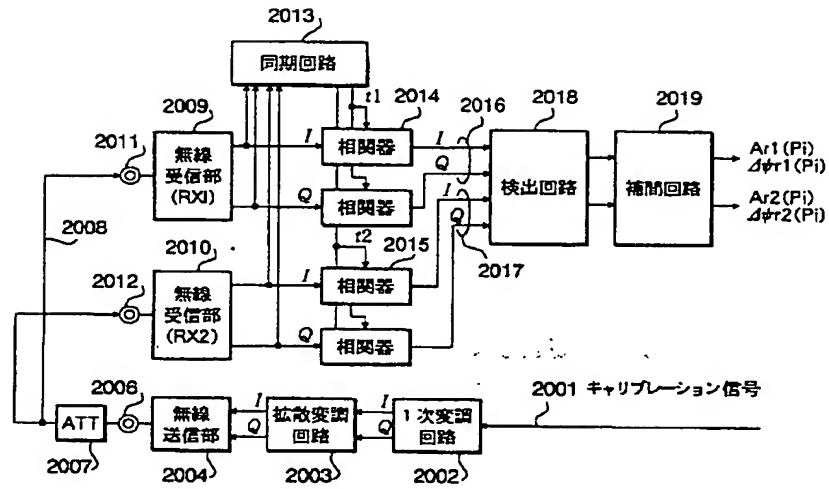 2013
同期回路
2009
2011
無線
受信部
(RX1)
I
Q
t1
2014
相関器
相関器
I
Q
2016
2018
検出回路
2019
補間回路
Ar1(Pi)
Δφr1(Pi)
Ar2(Pi)
Δφr2(Pi)
2008
2010
2012
無線
受信部
(RX2)
I
Q
t2
2015
相関器
相関器
I
Q
2017
2006
ATT
2007
無線
送信部
2004
I
Q
拡散変調
回路
2003
I
Q
1次変調
回路
2002
2001 キャリブレーション信号